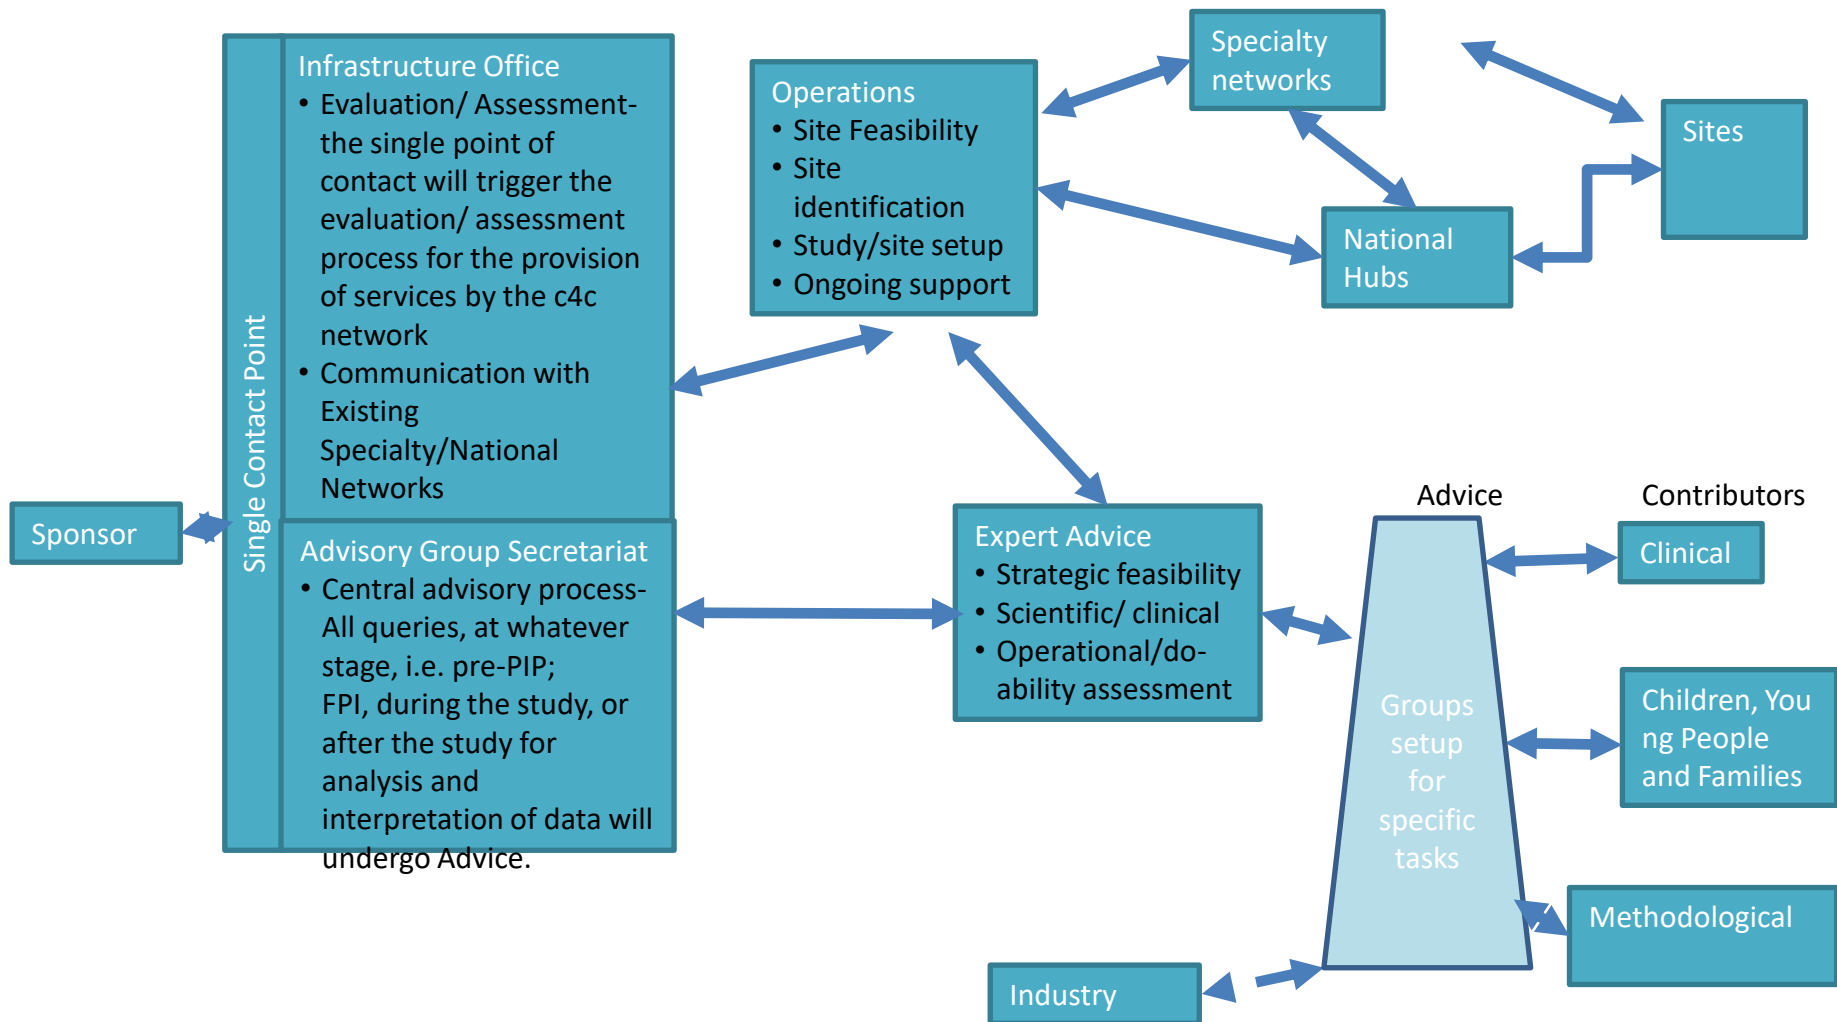 Sponsor
Single Contact Point
Infrastructure Office
• Evaluation/ Assessment-
the single point of
contact will trigger the
evaluation/ assessment
process for the provision
of services by the c4c
network
• Communication with
Existing
Specialty/National
Networks
Advisory Group Secretariat
• Central advisory process-
All queries, at whatever
stage, i.e. pre-PIP;
FPI, during the study, or
after the study for
analysis and
interpretation of data will
undergo Advice.
Operations
• Site Feasibility
• Site
identification
• Study/site setup
• Ongoing support
Specialty
networks
National
Hubs
Sites
Expert Advice
• Strategic feasibility
• Scientific/ clinical
• Operational/do-
ability assessment
Advice
Groups
setup
for
specific
tasks
Contributors
Clinical
Children, You
ng People
and Families
Methodological
Industry